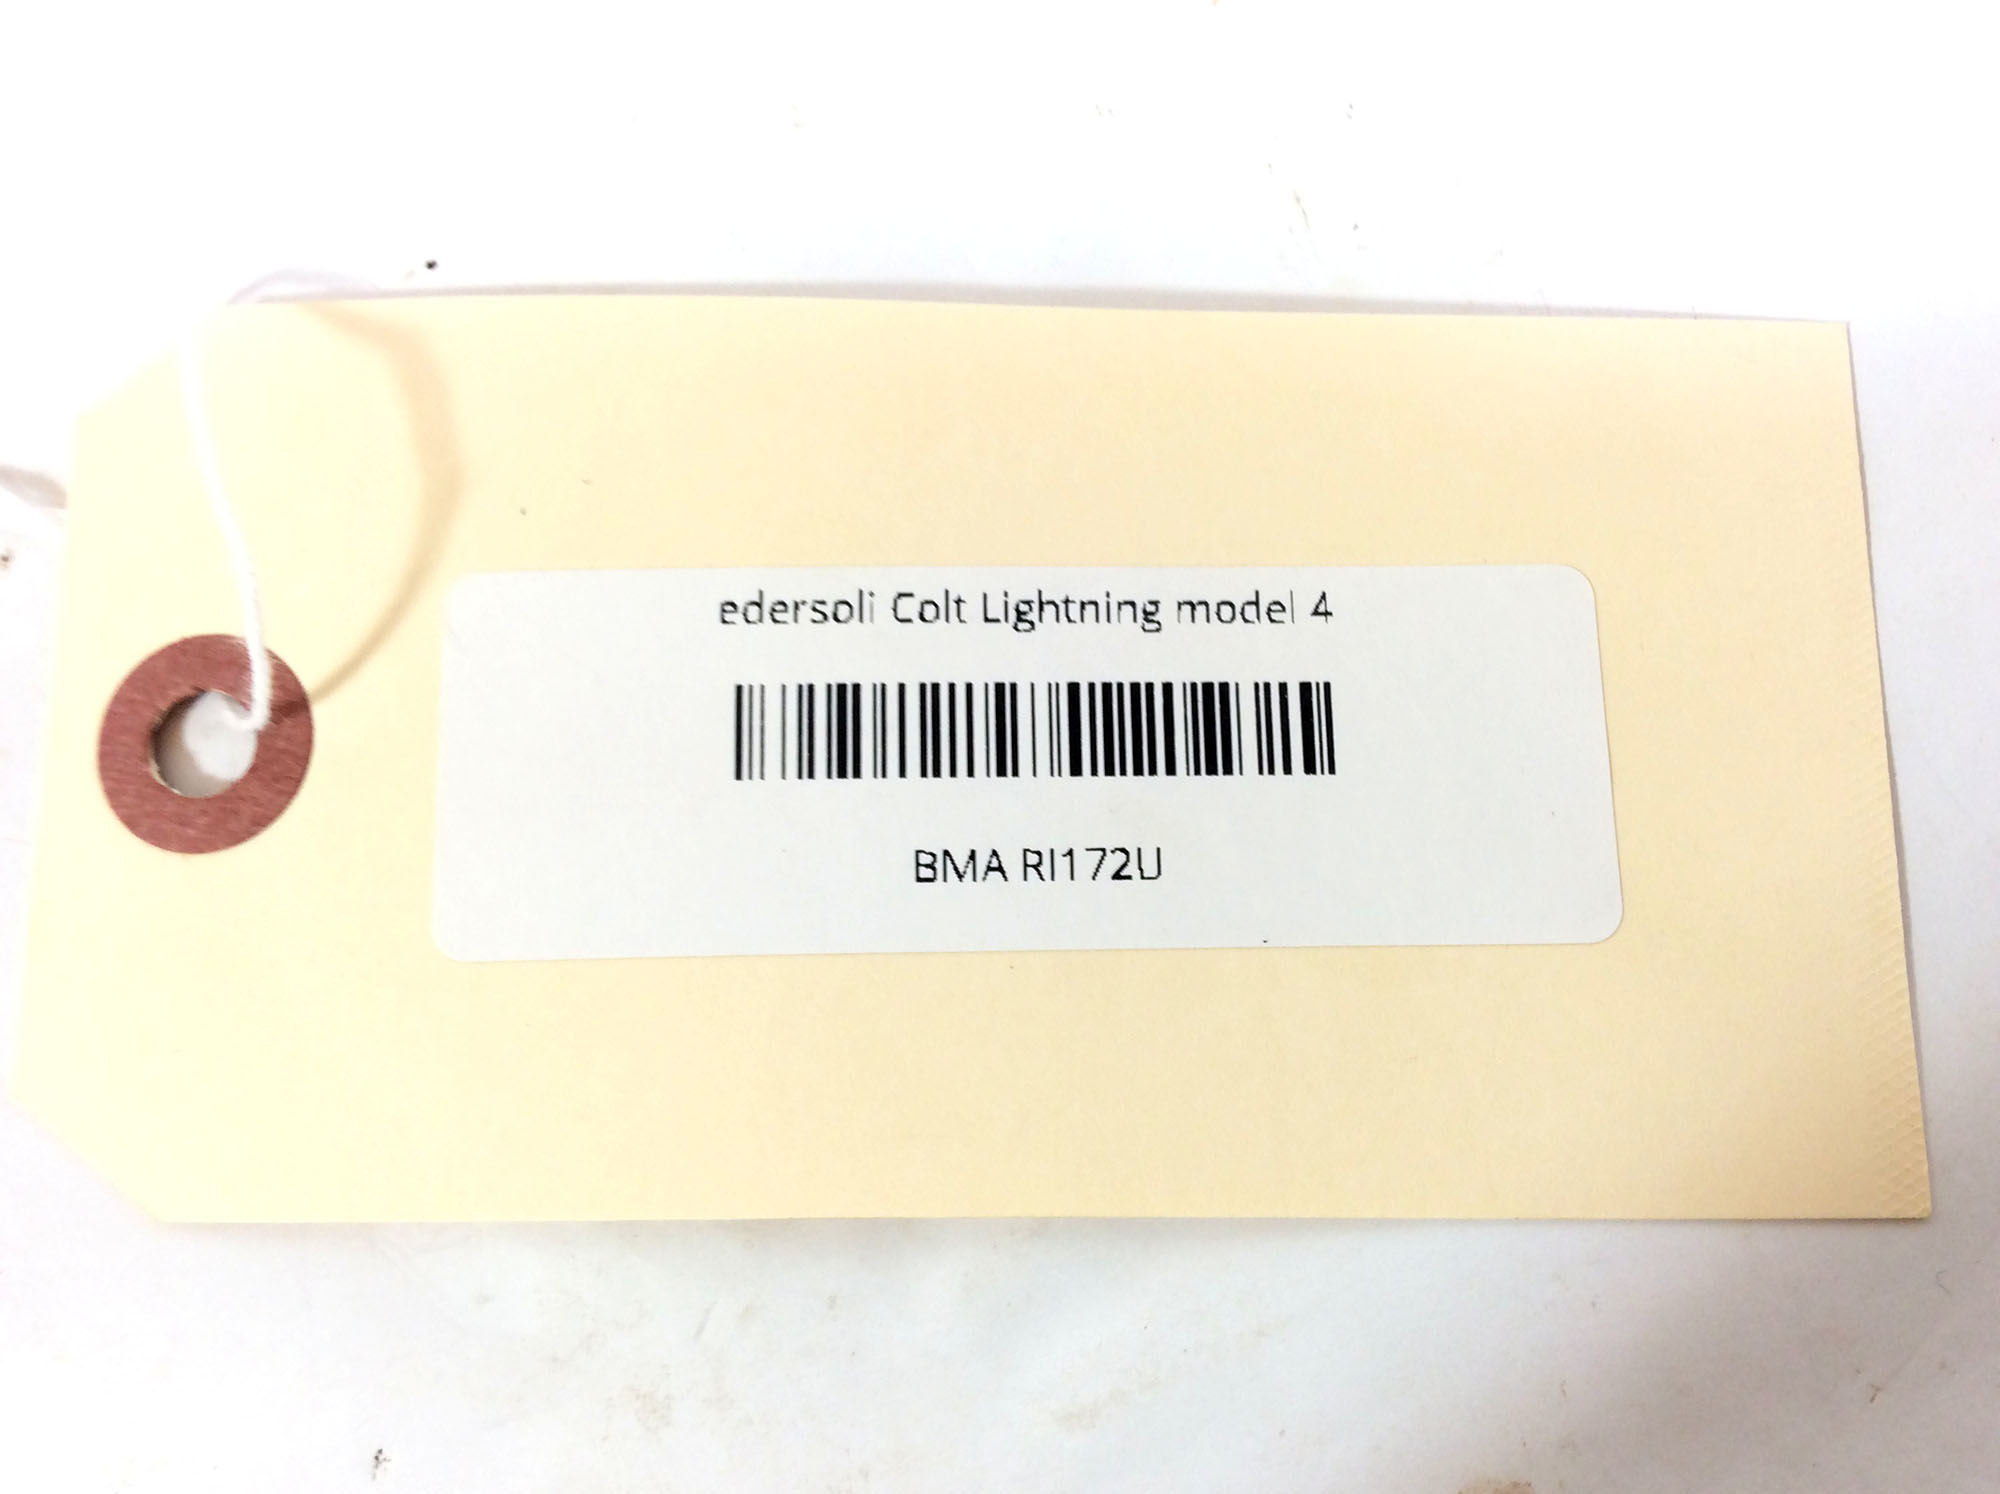 edersoli Colt Lightning model 4
BMA RI172U